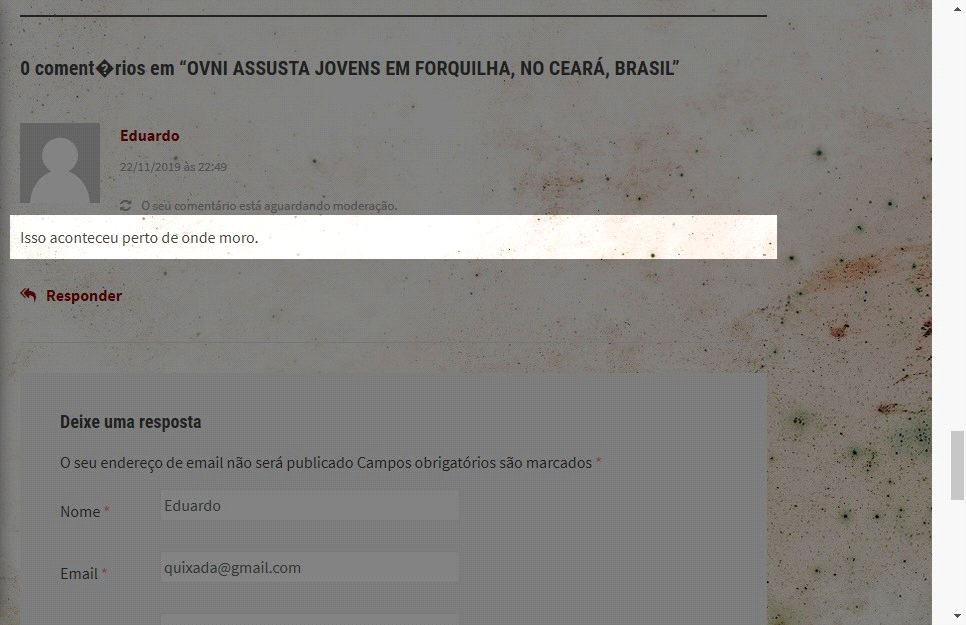 0 coment�rios em “OVNI ASSUSTA JOVENS EM FORQUILHA, NO CEARÁ, BRASIL”
Eduardo
22/11/2019 às 22:49
O seu comentário está aguardando moderação.
Isso aconteceu perto de onde moro.
Responder
Deixe uma resposta
O seu endereço de email não será publicado Campos obrigatórios são marcados *
Nome * Eduardo
Email * quixada@gmail.com